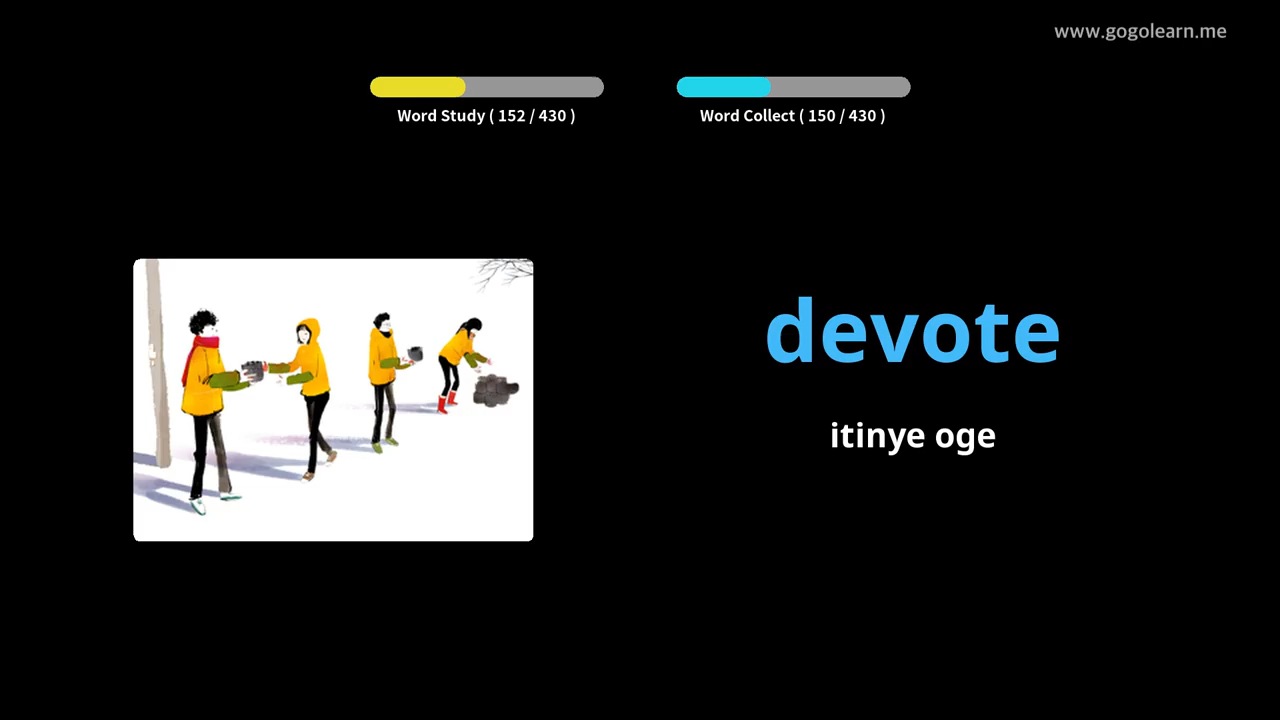 www.gogolearn.me
Word Study ( 152 / 430 )
Word Collect ( 150 / 430 )
devote
itinye oge